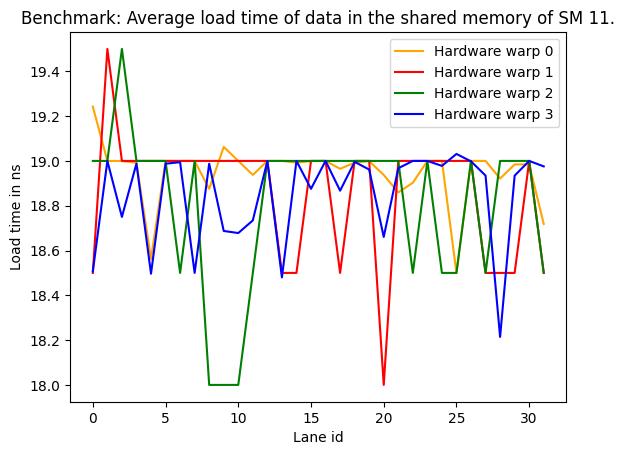 Benchmark: Average load time of data in the shared memory of SM 11.
Hardware warp 0
Hardware warp 1
Hardware warp 2
Hardware warp 3
Load time in ns
19.4
19.2
19.0
18.8
18.6
18.4
18.2
18.0
0 5 10 15 20 25 30
Lane id